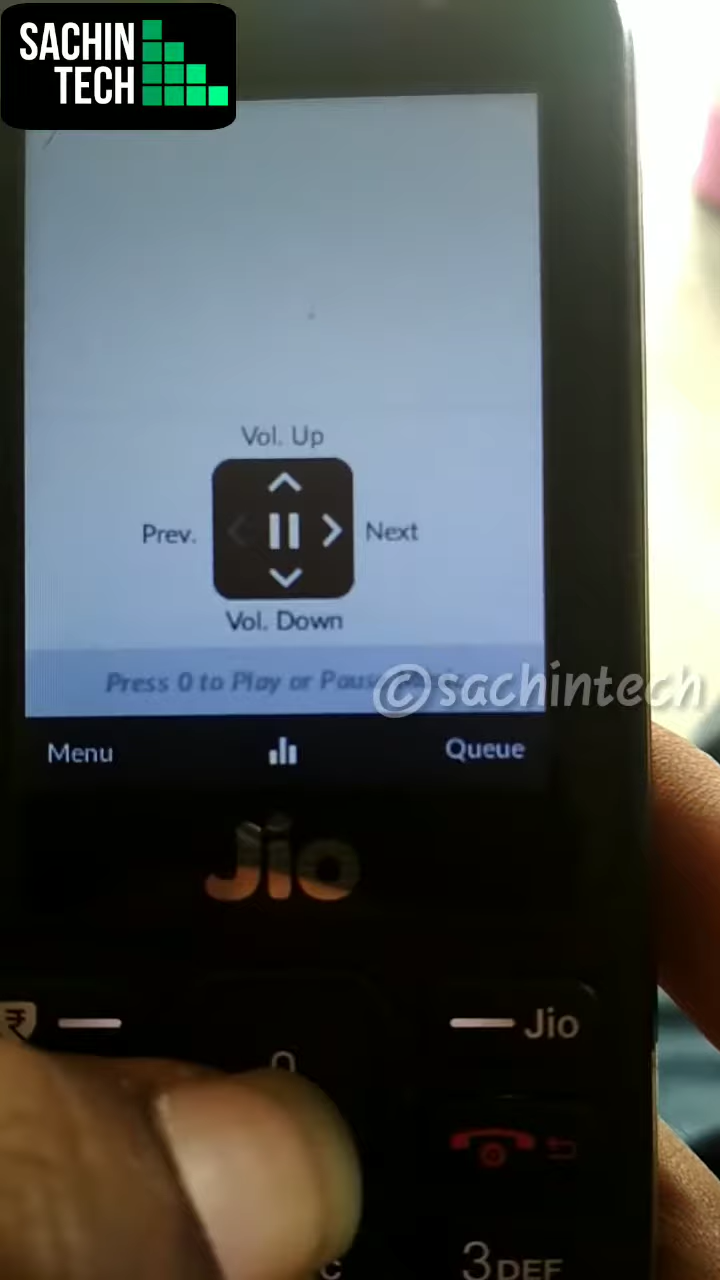 SACHIN
TECH
Vol. Up
Prev.
Next
Vol. Down
Press 0 to Play or Pause
©sachintech
Menu
Queue
Jio
₹
Jio
3DEF